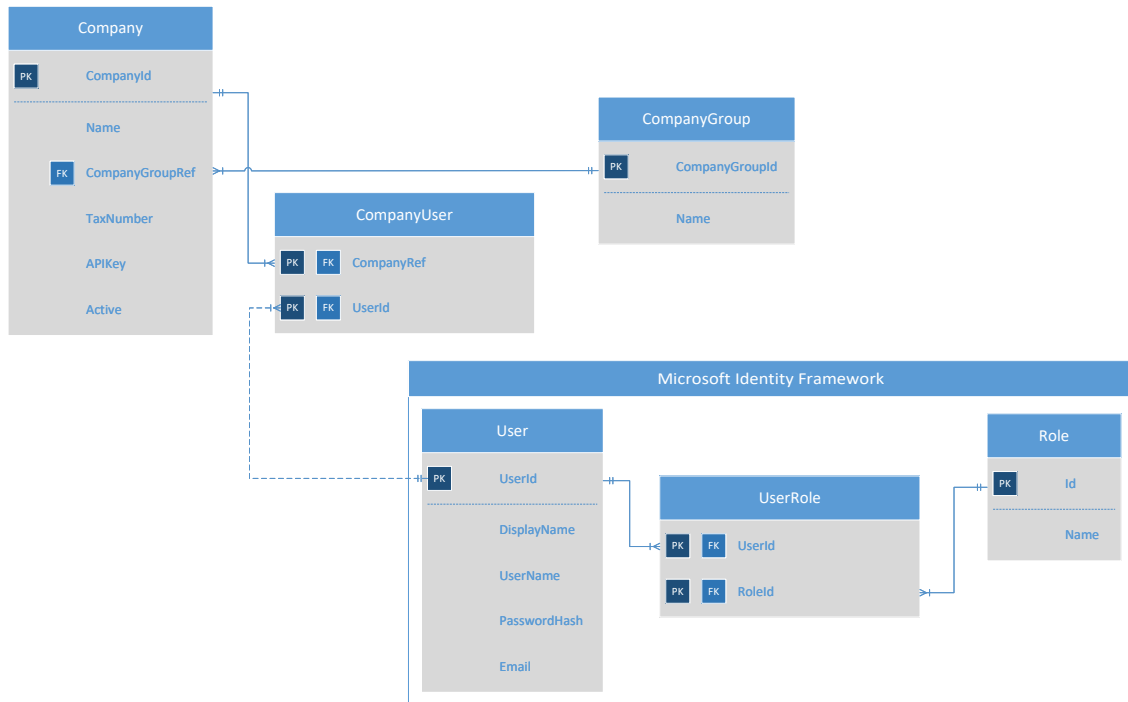 Company
PK CompanyId
Name
FK CompanyGroupRef
TaxNumber
APIKey
Active
CompanyGroup
PK CompanyGroupId
Name
CompanyUser
PK FK CompanyRef
PK FK UserId
Microsoft Identity Framework
User
PK UserId
DisplayName
UserName
PasswordHash
Email
UserRole
PK FK UserId
PK FK RoleId
Role
PK Id
Name